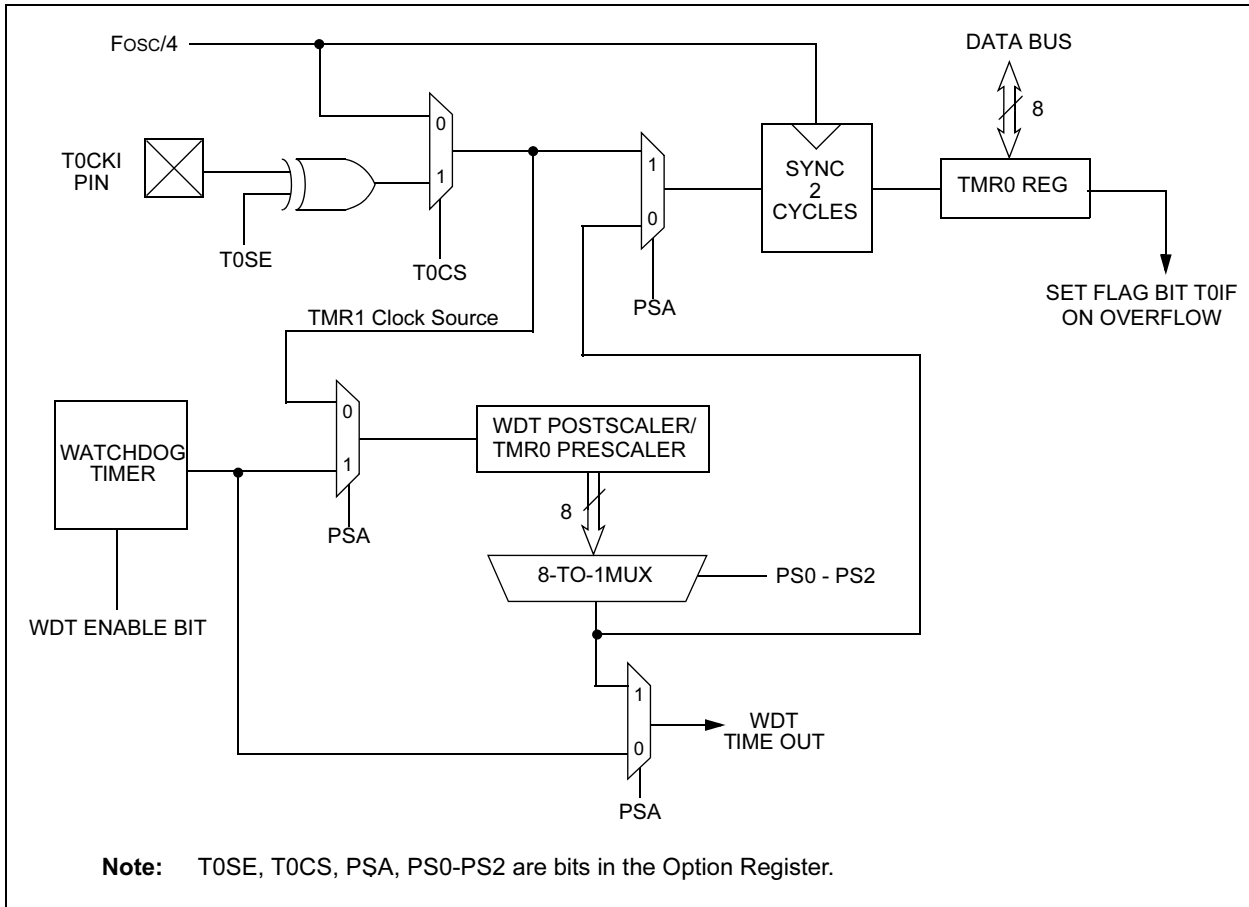 FOSC/4
DATA BUS
8
T0CKI
PIN
0
1
T0SE
T0CS
1
0
PSA
SYNC
2
CYCLES
TMR0 REG
SET FLAG BIT T0IF
ON OVERFLOW
TMR1 Clock Source
WATCHDOG
TIMER
0
1
PSA
WDT POSTSCALER/
TMR0 PRESCALER
8
8-TO-1MUX
PS0 - PS2
WDT ENABLE BIT
1
0
WDT
TIME OUT
PSA
Note: T0SE, T0CS, PSA, PS0-PS2 are bits in the Option Register.